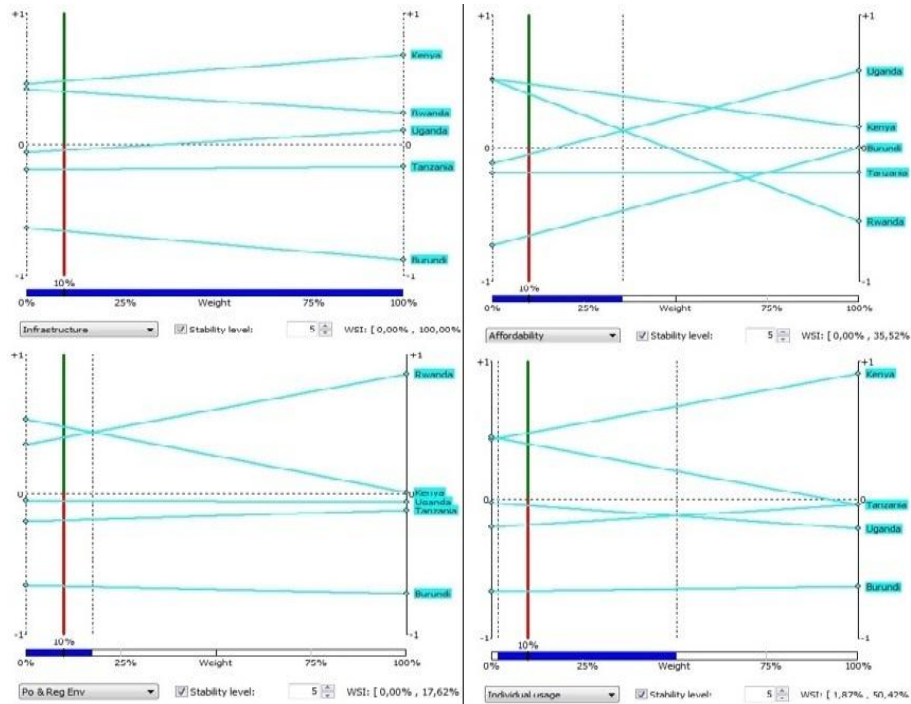 +1
+1
Kenya
Rwanda
Uganda
0
0
Tanzania
Burundi
-1
-1
10%
0% 25% Weight 75% 100%
Infrastructure Stability level: 5 WSI: [ 0,00% , 100,00%
+1
+1
Uganda
Kenya
0
Burundi
Tanzania
Rwanda
-1
-1
10%
0% 25% Weight 75% 100%
Affordability Stability level: 5 WSI: [ 0,00% , 35,52%
+1
+1
Rwanda
0
Kenya
0
Uganda
Tanzania
Burundi
-1
-1
10%
0% 25% Weight 75% 100%
Po & Reg Env Stability level: 5 WSI: [ 0,00% , 17,62%
+1
+1
Kenya
0
0
Tanzania
Uganda
Burundi
-1
-1
10%
0% 25% Weight 75% 100%
Individual usage Stability level: 5 WSI: [ 1,87% , 50,42%